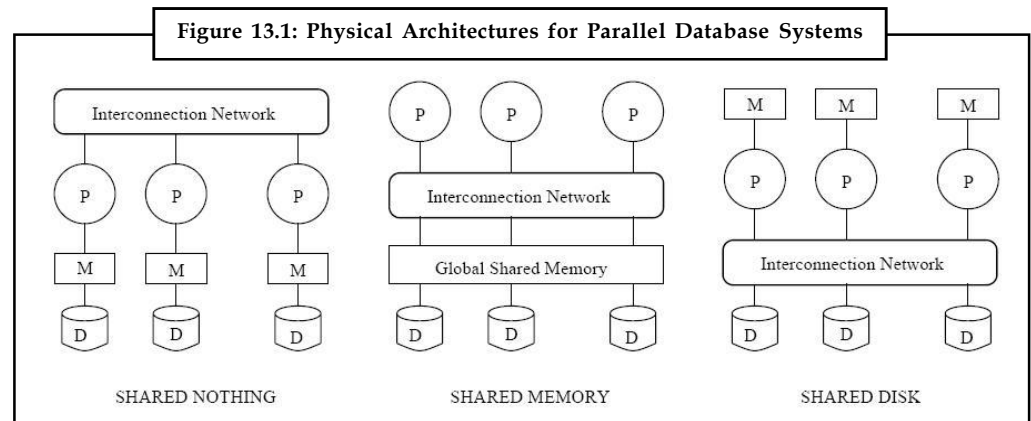 Figure 13.1: Physical Architectures for Parallel Database Systems
Interconnection Network
P P P
M M M
D D D
SHARED NOTHING
P P P
Interconnection Network
Global Shared Memory
D D D
SHARED MEMORY
M M M
P P P
Interconnection Network
D D D
SHARED DISK